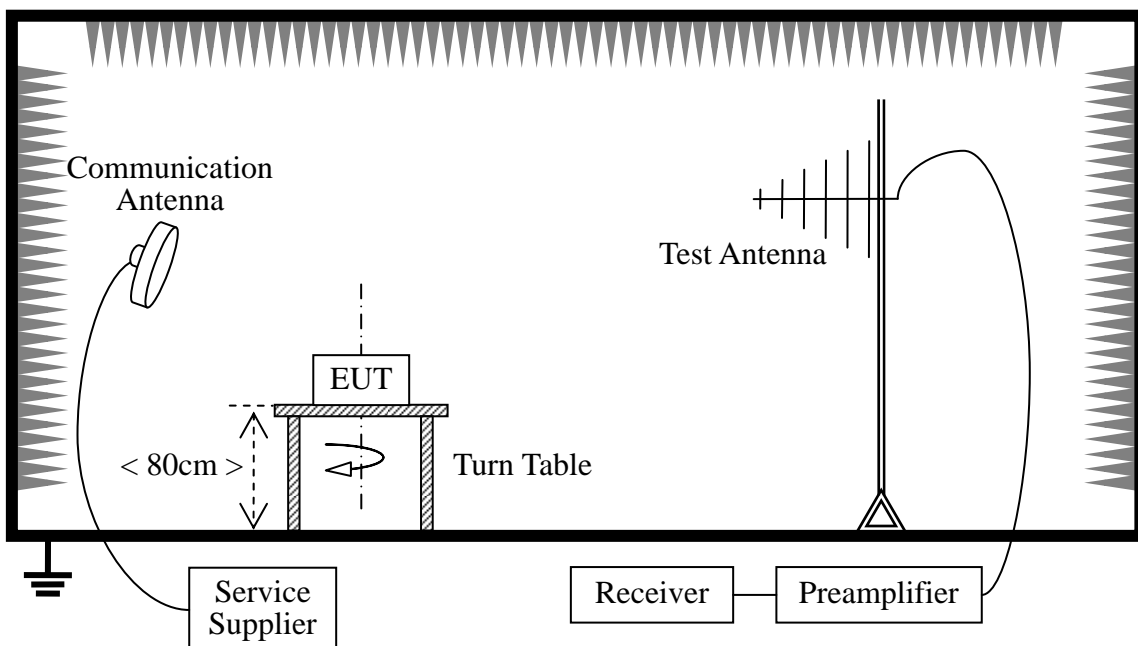 Communication
Antenna
Test Antenna
EUT
< 80cm >
Turn Table
Service
Supplier
Receiver
Preamplifier